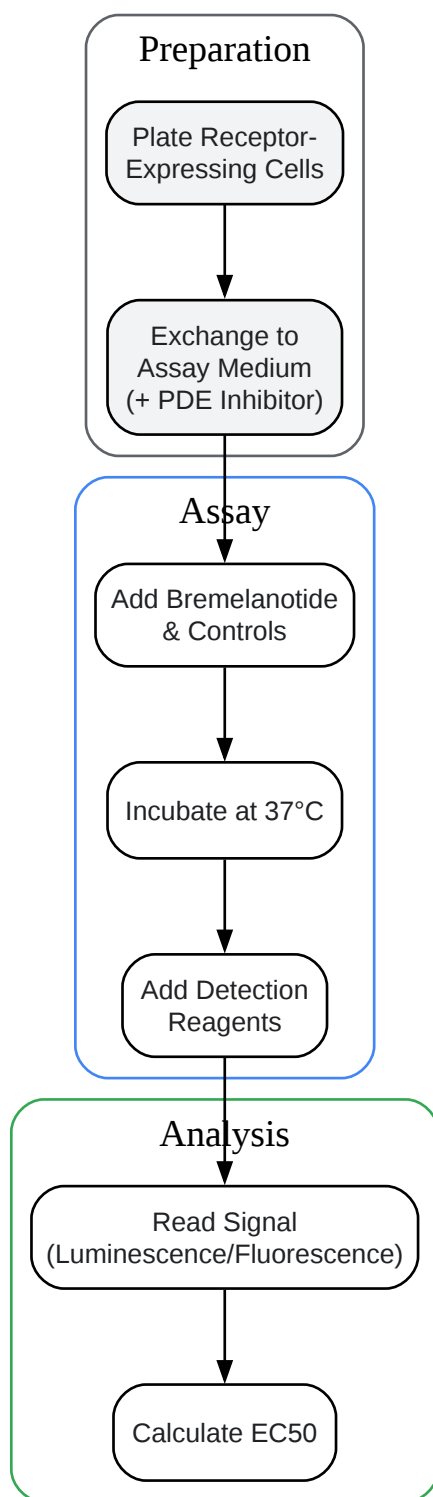 Preparation
Plate Receptor-
Expressing Cells
Exchange to
Assay Medium
(+ PDE Inhibitor)
Assay
Add Bremelanotide
& Controls
Incubate at 37°C
Add Detection
Reagents
Analysis
Read Signal
(Luminescence/Fluorescence)
Calculate EC50